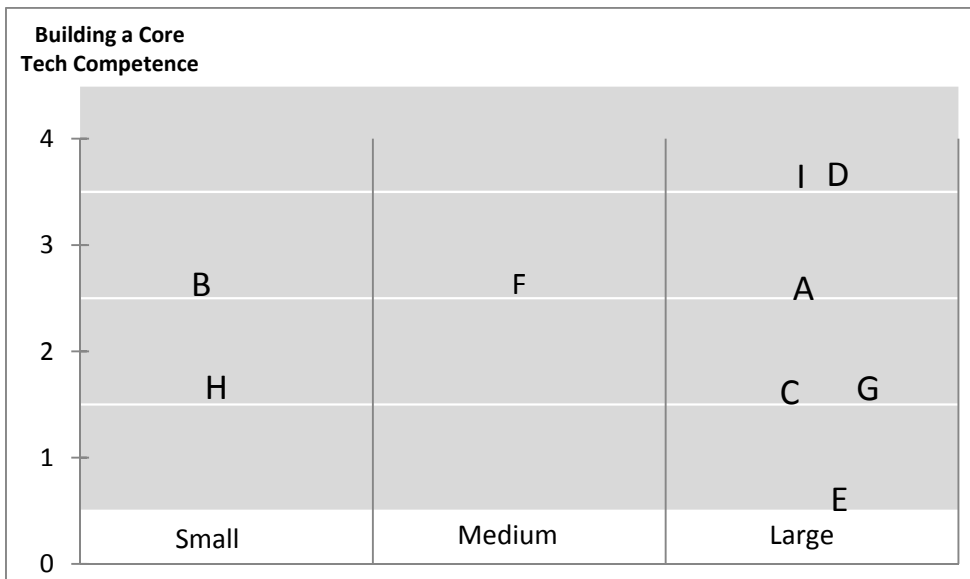 Building a Core
Tech Competence
4
I D
3
B F A
2
H C G
1
E
Small Medium Large
0